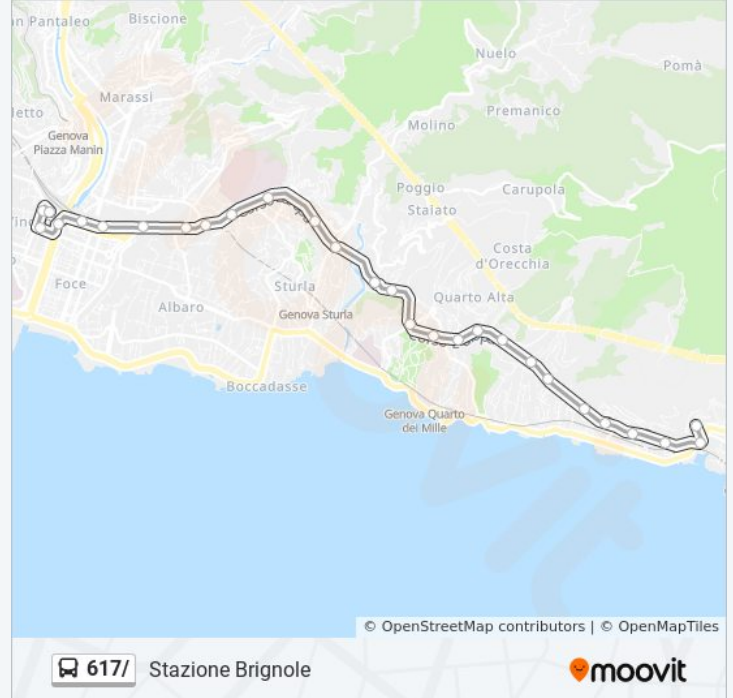 an Pantaleo
Biscione
Nuelo
Pomà
Marassi
letto
Premanico
Molino
Genova
Piazza Manin
Poggio
Carupola
Staiato
Costa
d'Orecchia
Foce
Sturla
Quarto Alta
Albaro
Genova Sturla
Boccadasse
Genova Quarto
dei Mille
© OpenStreetMap contributors | © OpenMapTiles
617/ Stazione Brignole
moovit